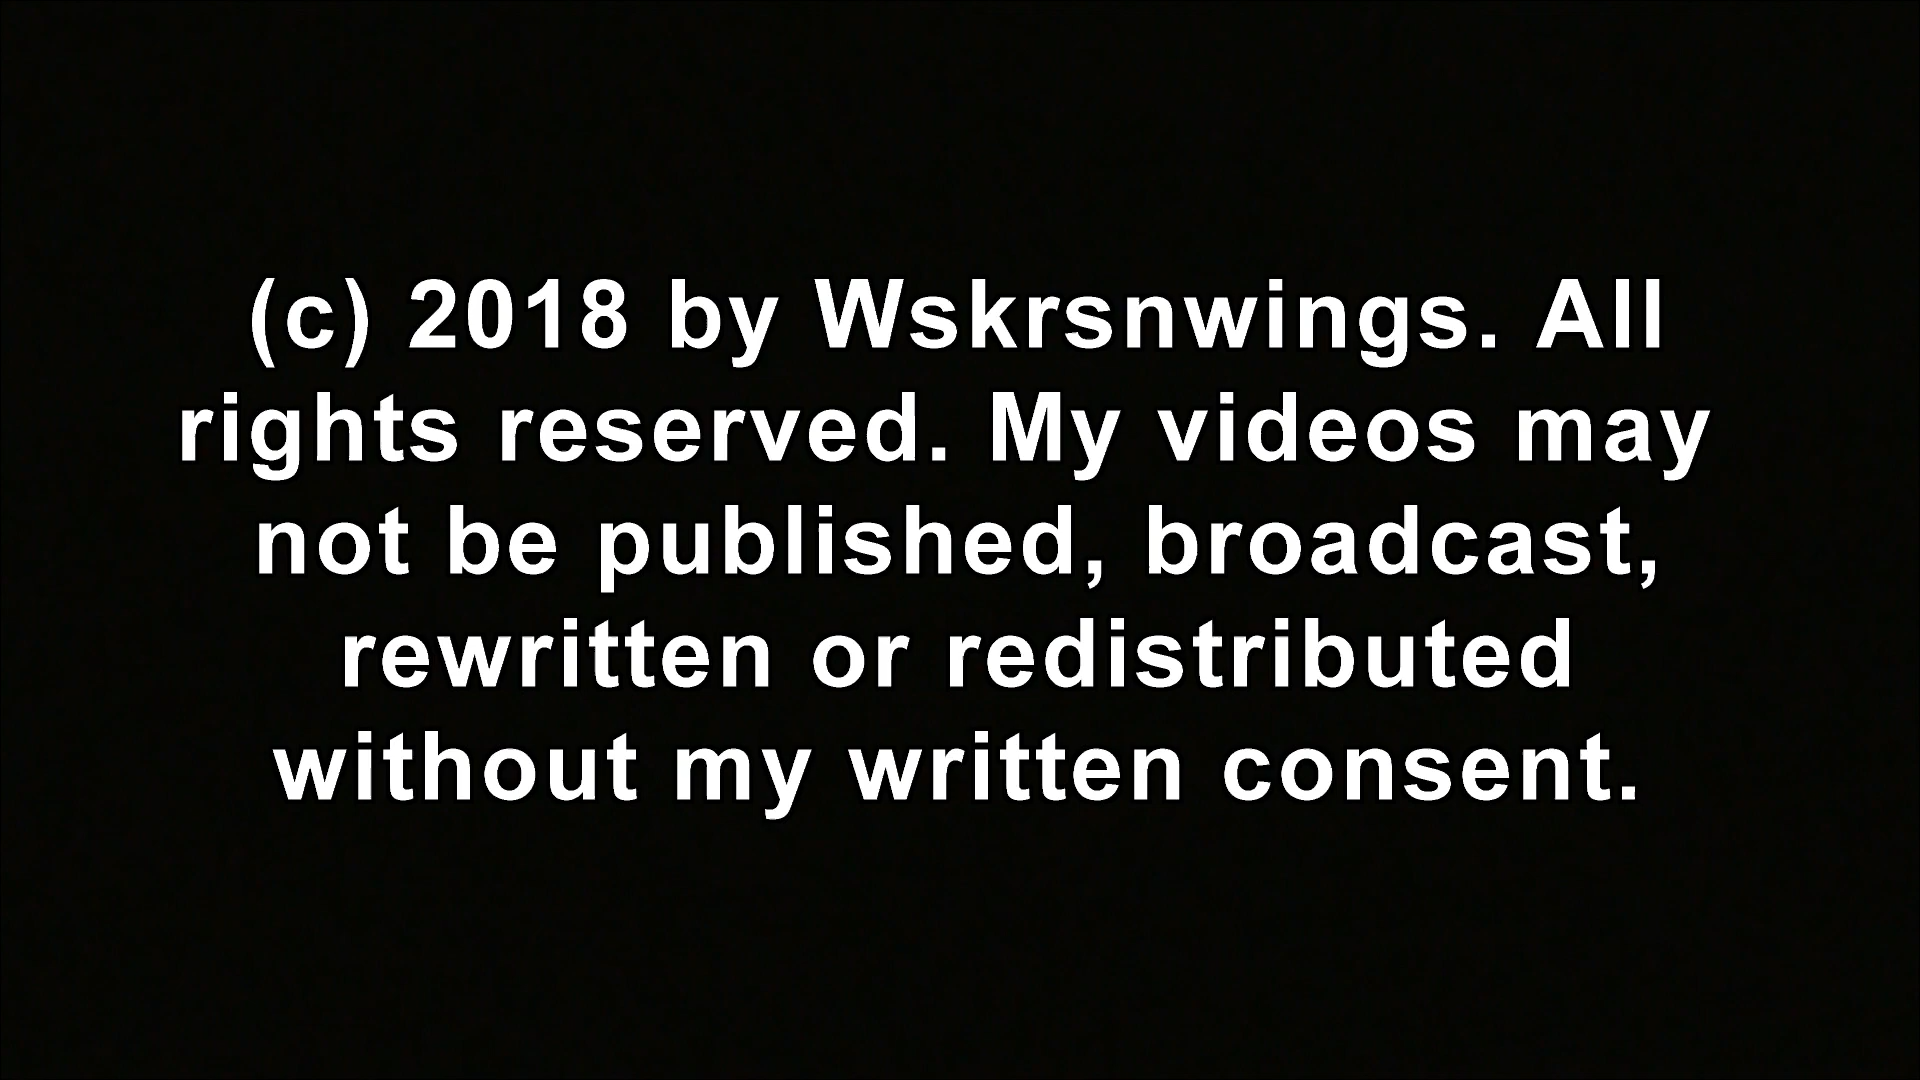 (c) 2018 by Wskrsnwings. All
rights reserved. My videos may
not be published, broadcast,
rewritten or redistributed
without my written consent.